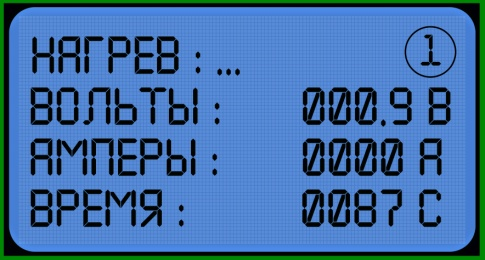 НАГРЕВ : ... 1
ВОЛЬТЫ : 000.9 В
АМПЕРЫ : 0000 А
ВРЕМЯ : 0087 С